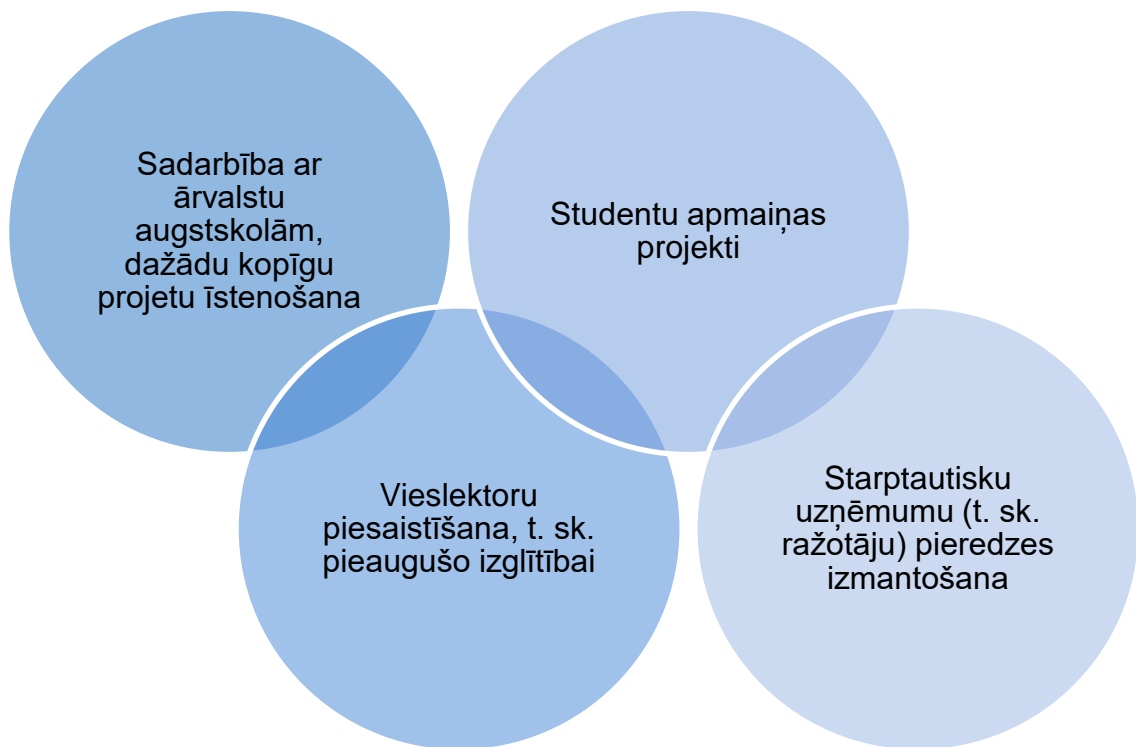 Sadarbība ar
ārvalstu
augstskolām,
dažādu kopīgu
projetu īstenošana
Studentu apmaiņas
projekti
Vieslektoru
piesaistīšana, t. sk.
pieaugušo izglītībai
Starptautisku
uzņēmumu (t. sk.
ražotāju) pieredzes
izmantošana